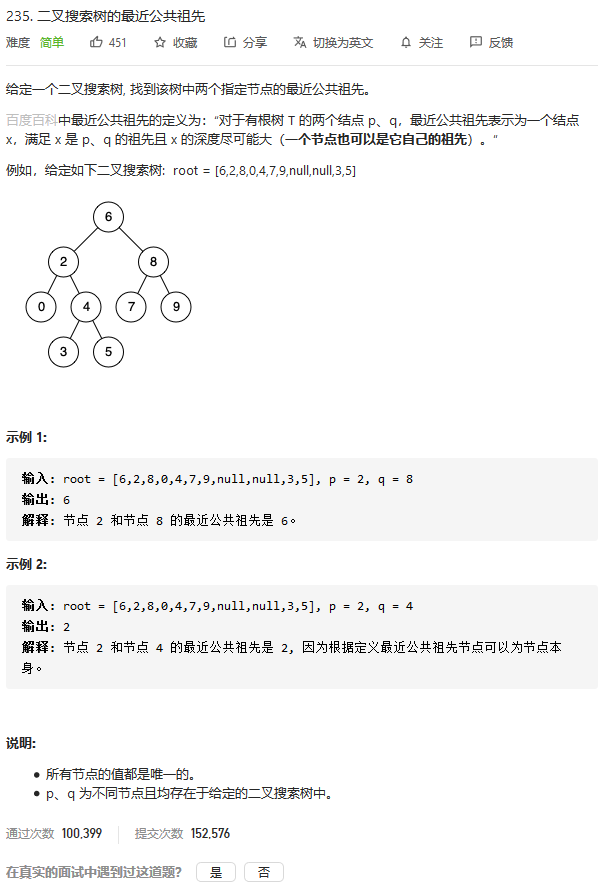 235. 二叉搜索树的最近公共祖先
难度 简单 451 收藏 分享 切换为英文 关注 反馈
给定一个二叉搜索树, 找到该树中两个指定节点的最近公共祖先。
百度百科中最近公共祖先的定义为：“对于有根树 T 的两个结点 p、q，最近公共祖先表示为一个结点
x，满足 x 是 p、q 的祖先且 x 的深度尽可能大（一个节点也可以是它自己的祖先）。”
例如，给定如下二叉搜索树: root = [6,2,8,0,4,7,9,null,null,3,5]
6
2 8
0 4 7 9
3 5
示例 1:
输入: root = [6,2,8,0,4,7,9,null,null,3,5], p = 2, q = 8
输出: 6
解释: 节点 2 和节点 8 的最近公共祖先是 6。
示例 2:
输入: root = [6,2,8,0,4,7,9,null,null,3,5], p = 2, q = 4
输出: 2
解释: 节点 2 和节点 4 的最近公共祖先是 2, 因为根据定义最近公共祖先节点可以为节点本
身。
说明:
• 所有节点的值都是唯一的。
• p、q 为不同节点且均存在于给定的二叉搜索树中。
通过次数 100,399 提交次数 152,576
在真实的面试中遇到过这道题? 是 否